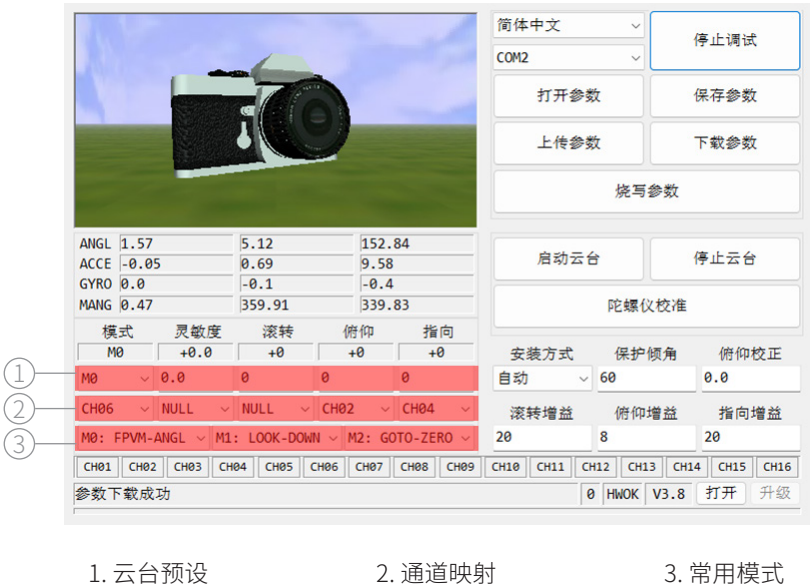 简体中文
停止调试
COM2
打开参数 保存参数
上传参数 下载参数
烧写参数
ANGL 1.57 5.12 152.84
ACCE -0.05 0.69 9.58
GYRO 0.0 -0.1 -0.4
MANG 0.47 359.91 339.83
启动云台 停止云台
陀螺仪校准
模式 灵敏度 滚转 俯仰 指向
M0 +0.0 +0 +0 +0
安装方式 保护倾角 俯仰校正
① M0 0.0 0 0 0
自动 60 0.0
② CH06 NULL NULL CH02 CH04
滚转增益 俯仰增益 指向增益
③ M0: FPVM-ANGL M1: LOOK-DOWN M2: GOTO-ZERO
20 8 20
CH01 CH02 CH03 CH04 CH05 CH06 CH07 CH08 CH09 CH10 CH11 CH12 CH13 CH14 CH15 CH16
参数下载成功 0 HWOK V3.8 打开 升级
1. 云台预设 2. 通道映射 3. 常用模式